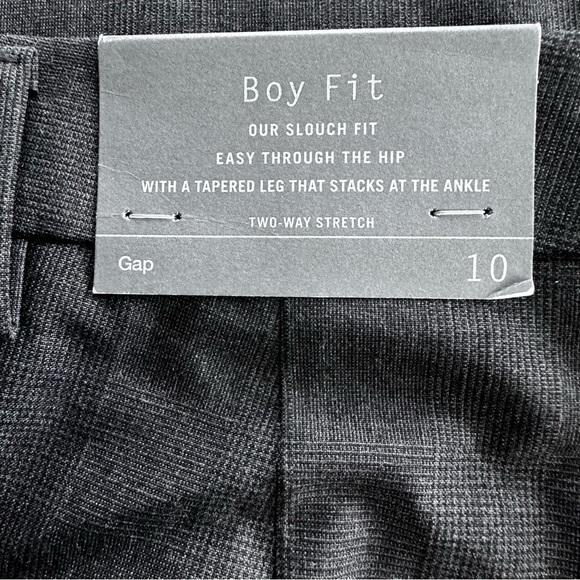 Boy Fit
OUR SLOUCH FIT
EASY THROUGH THE HIP
WITH A TAPERED LEG THAT STACKS AT THE ANKLE
TWO-WAY STRETCH
Gap 10